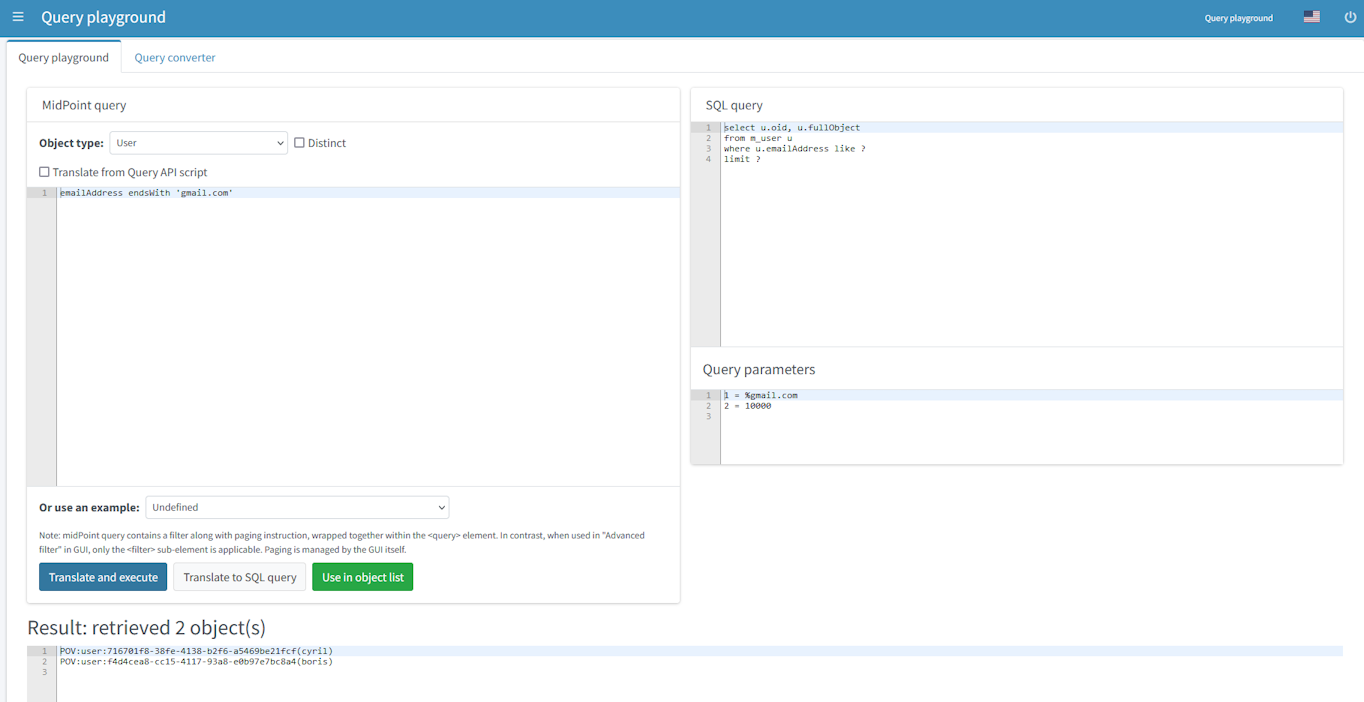 Query playground
Query playground
Query playground
Query converter
MidPoint query
Object type:
User
Distinct
Translate from Query API script
1
emailAddress endsWith 'gmail.com'
Or use an example:
Undefined
Note: midPoint query contains a filter along with paging instruction, wrapped together within the <query> element. In contrast, when used in "Advanced
filter" in GUI, only the <filter> sub-element is applicable. Paging is managed by the GUI itself.
Translate and execute
Translate to SQL query
Use in object list
SQL query
1 select u.oid, u.fullObject
2 from m_user u
3 where u.emailAddress like ?
4 limit ?
Query parameters
1 1 = %gmail.com
2 2 = 10000
3
Result: retrieved 2 object(s)
1 POV:user:716701f8-38fe-4138-b2f6-a5469be21fcf(cyril)
2 POV:user:f4d4cea8-cc15-4117-93a8-e0b97e7bc8a4(boris)
3